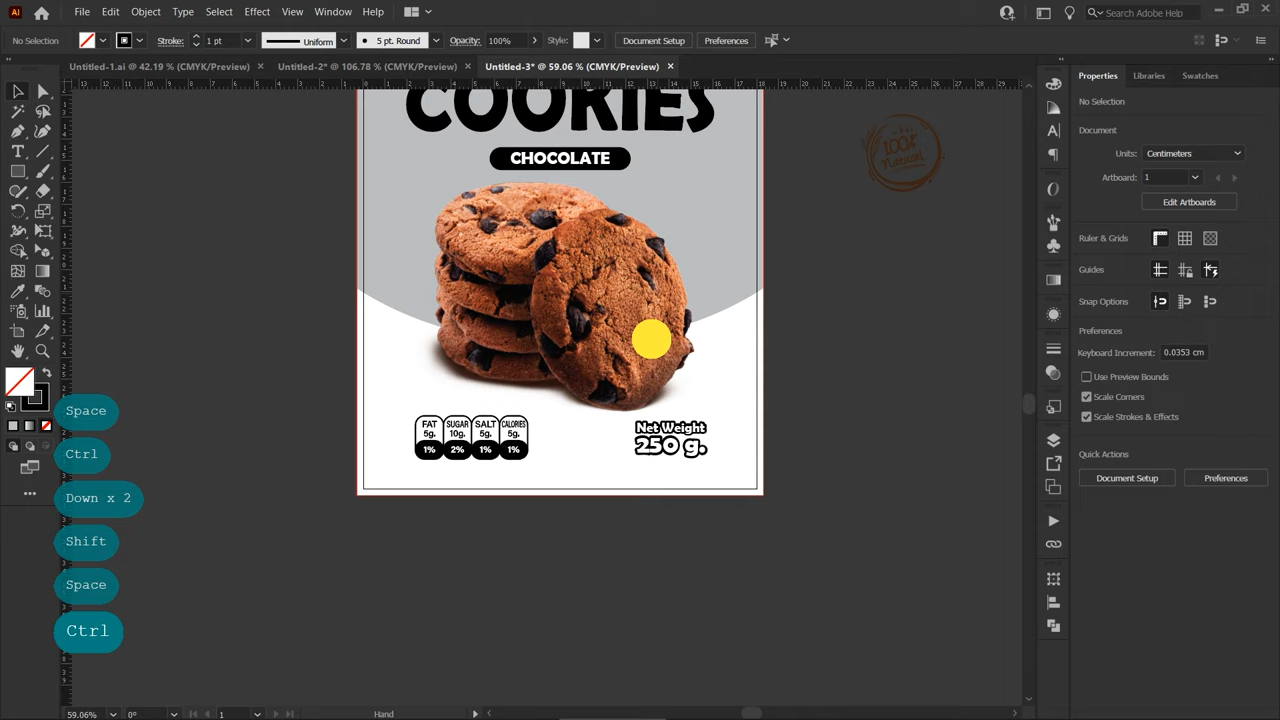 File Edit Object Type Select Effect View Window Help
Search Adobe Help
No Selection
Stroke: 1 pt Uniform 5 pt. Round Opacity: 100% Style: Document Setup Preferences
Untitled-1.ai @ 42.19 % (CMYK/Preview) Untitled-2* @ 106.78 % (CMYK/Preview) Untitled-3* @ 59.06 % (CMYK/Preview)
Properties Libraries Swatches
No Selection
Document
Units: Centimeters
Artboard: 1
Edit Artboards
Ruler & Grids
Guides
Snap Options
Preferences
Keyboard Increment: 0.0353 cm
Use Preview Bounds
Scale Corners
Scale Strokes & Effects
Quick Actions
Document Setup Preferences
COOKIES
CHOCOLATE
100%
Natural
FAT SUGAR SALT CALORIES
5g. 10g. 5g. 5g.
1% 2% 1% 1%
Net Weight
250 g.
Space
Ctrl
Down x 2
Shift
Space
Ctrl
59.06% 0° 1 Hand